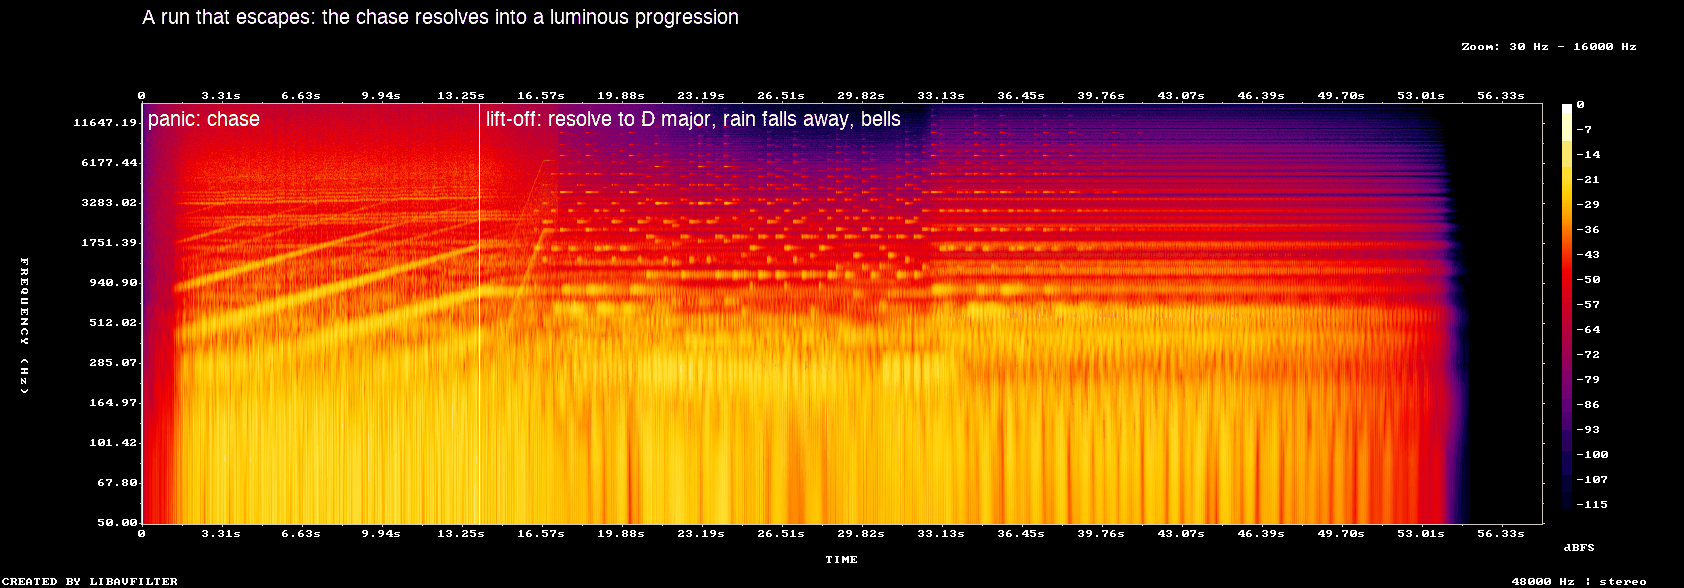 A run that escapes: the chase resolves into a luminous progression
Zoom: 30 Hz - 16000 Hz
0 3.31s 6.63s 9.94s 13.25s 16.57s 19.88s 23.19s 26.51s 29.82s 33.13s 36.45s 39.76s 43.07s 46.39s 49.70s 53.01s 56.33s
panic: chase
lift-off: resolve to D major, rain falls away, bells
11647.19
6177.44
3283.02
1751.39
940.90
512.02
285.07
164.97
101.42
67.80
50.00
FREQUENCY (Hz)
0
-7
-14
-21
-29
-36
-43
-50
-57
-64
-72
-79
-86
-93
-100
-107
-115
dBFS
0 3.31s 6.63s 9.94s 13.25s 16.57s 19.88s 23.19s 26.51s 29.82s 33.13s 36.45s 39.76s 43.07s 46.39s 49.70s 53.01s 56.33s
TIME
CREATED BY LIBAVFILTER
48000 Hz | stereo